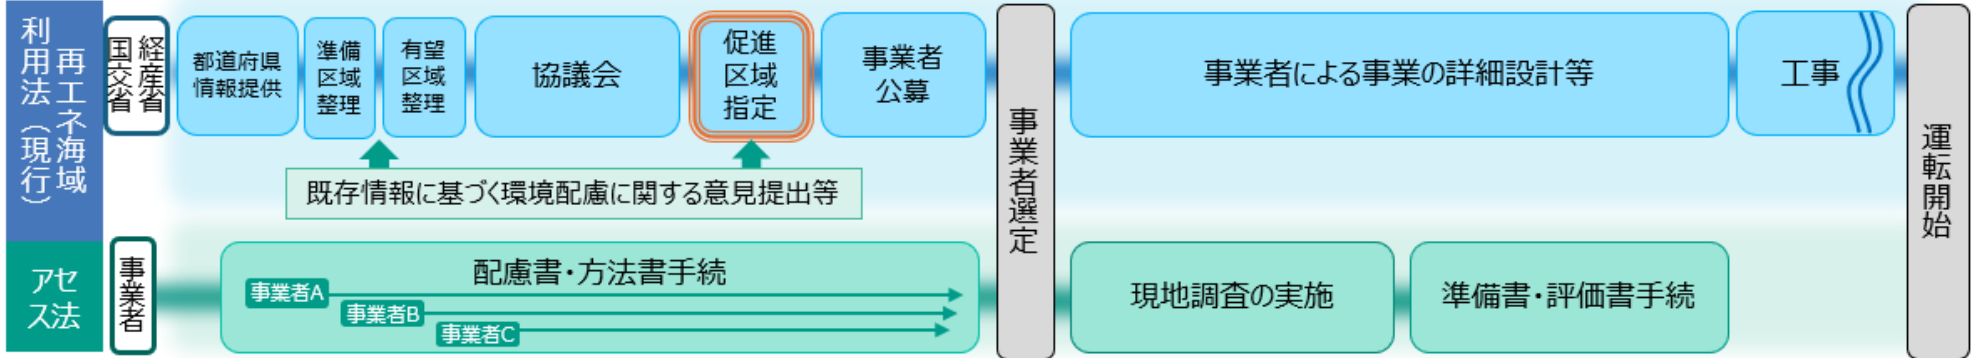 再エネ海域
利用法（現行）
経産省
国交省
都道府県
情報提供
準備
区域
整理
有望
区域
整理
協議会
促進
区域
指定
事業者
公募
事業者選定
事業者による事業の詳細設計等
工事
運転開始
既存情報に基づく環境配慮に関する意見提出等
アセ
ス法
事業者
配慮書・方法書手続
事業者A
事業者B
事業者C
現地調査の実施
準備書・評価書手続